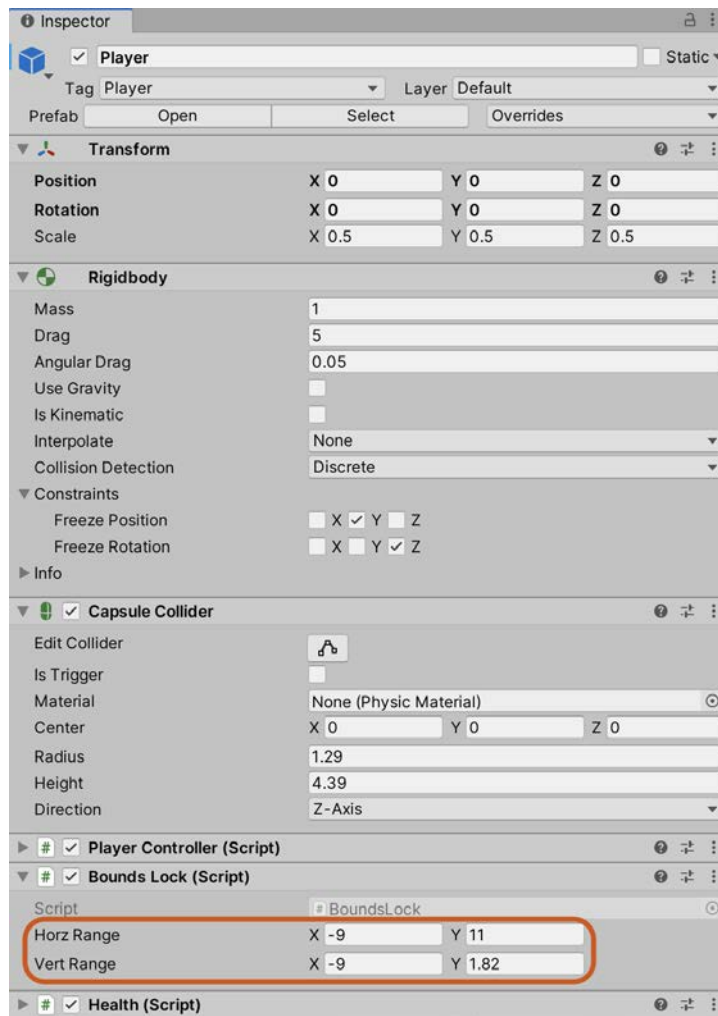 Inspector
Player Static
Tag Player Layer Default
Prefab Open Select Overrides
Transform
Position X 0 Y 0 Z 0
Rotation X 0 Y 0 Z 0
Scale X 0.5 Y 0.5 Z 0.5
Rigidbody
Mass 1
Drag 5
Angular Drag 0.05
Use Gravity
Is Kinematic
Interpolate None
Collision Detection Discrete
Constraints
Freeze Position X Y Z
Freeze Rotation X Y Z
Info
Capsule Collider
Edit Collider
Is Trigger
Material None (Physic Material)
Center X 0 Y 0 Z 0
Radius 1.29
Height 4.39
Direction Z-Axis
# Player Controller (Script)
# Bounds Lock (Script)
Script # BoundsLock
Horz Range X -9 Y 11
Vert Range X -9 Y 1.82
# Health (Script)